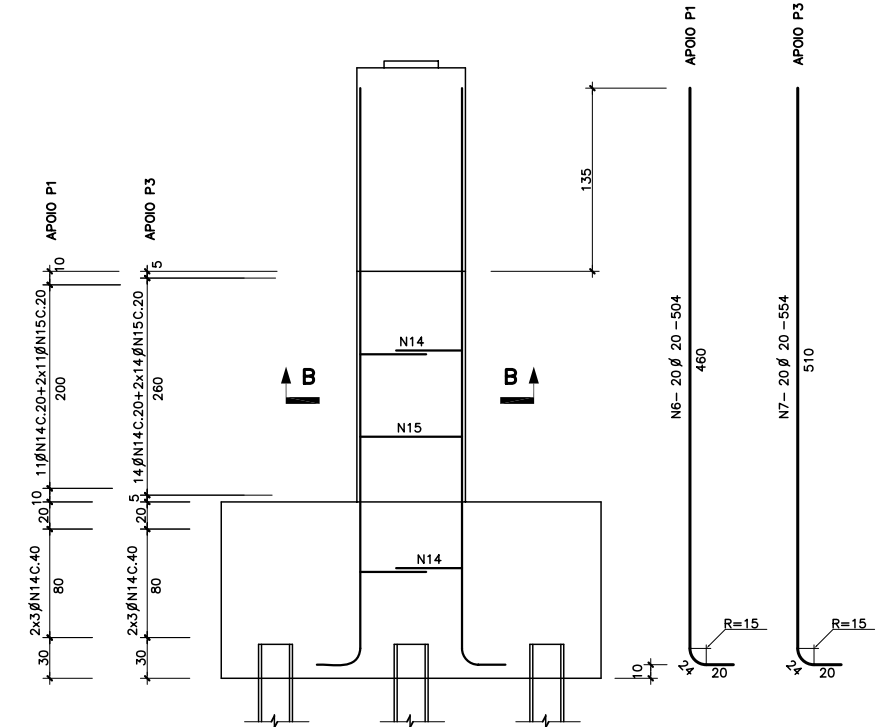 APOIO P1
APOIO P3
APOIO P1
APOIO P3
10
5
135
11ØN14C.20+2x11ØN15C.20
200
14ØN14C.20+2x14ØN15C.20
260
N14
B
B
N15
N6- 20 Ø 20 -504
460
N7- 20 Ø 20 -554
510
10
5
20
20
2x3ØN14C.40
80
2x3ØN14C.40
80
N14
30
30
10
R=15
24
20
R=15
24
20